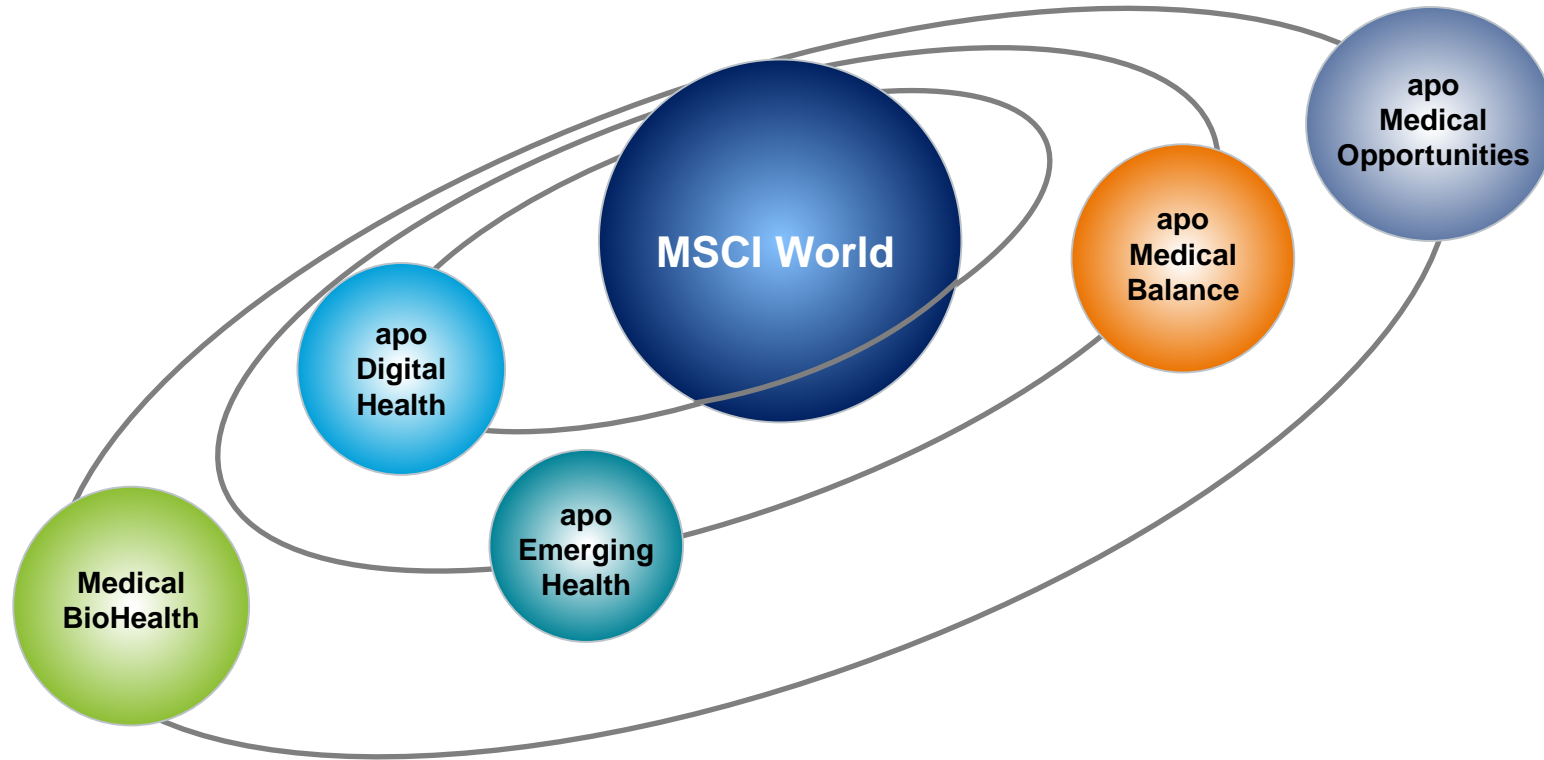 apo
Medical
Opportunities
MSCI World
apo
Medical
Balance
apo
Digital
Health
apo
Emerging
Health
Medical
BioHealth